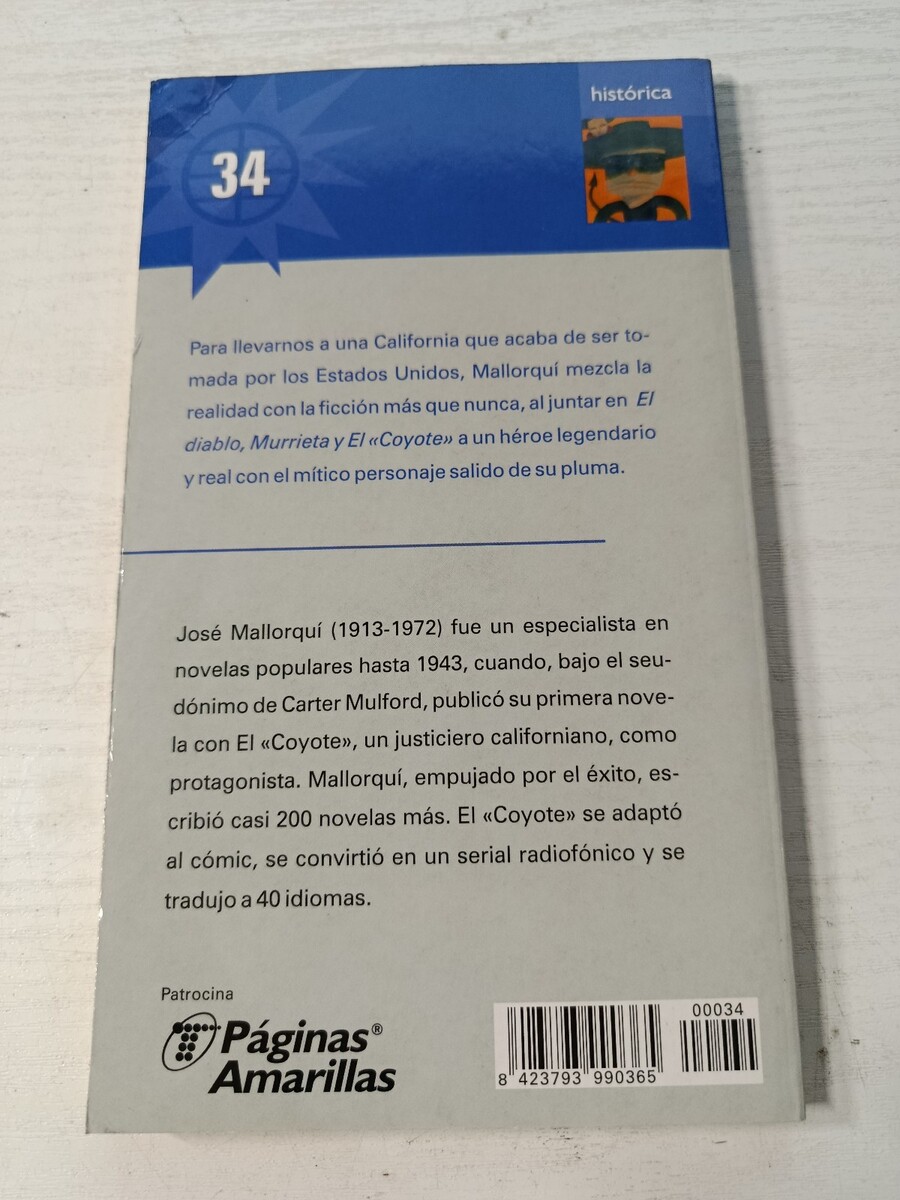 histórica
34
Para llevarnos a una California que acaba de ser to-
mada por los Estados Unidos, Mallorquí mezcla la
realidad con la ficción más que nunca, al juntar en El
diablo, Murrieta y El «Coyote» a un héroe legendario
y real con el mítico personaje salido de su pluma.
José Mallorquí (1913-1972) fue un especialista en
novelas populares hasta 1943, cuando, bajo el seu-
dónimo de Carter Mulford, publicó su primera nove-
la con El «Coyote», un justiciero californiano, como
protagonista. Mallorquí, empujado por el éxito, es-
cribió casi 200 novelas más. El «Coyote» se adaptó
al cómic, se convirtió en un serial radiofónico y se
tradujo a 40 idiomas.
Patrocina
Páginas®
Amarillas
00034
8 423793 990365